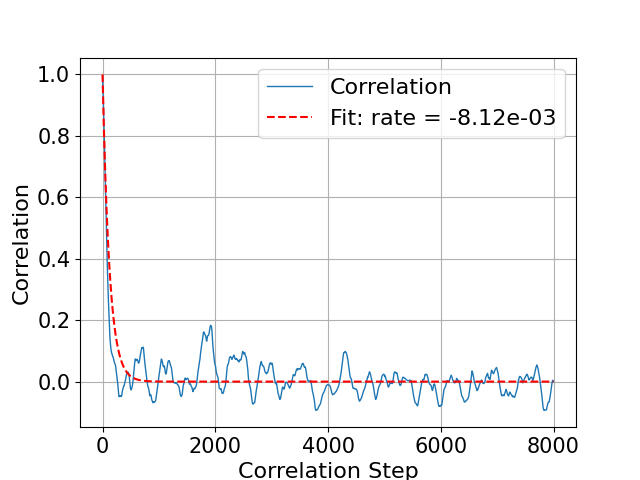 Correlation
Fit: rate = -8.12e-03
1.0
0.8
0.6
0.4
0.2
0.0
Correlation
0 2000 4000 6000 8000
Correlation Step